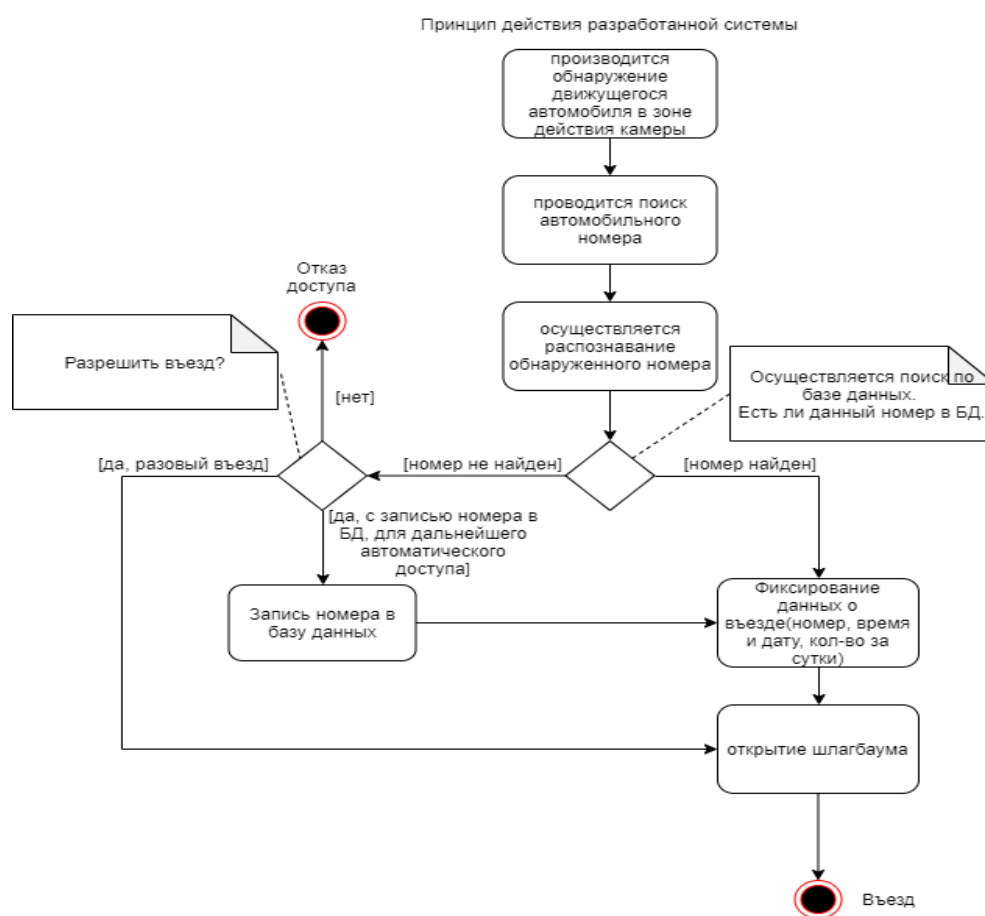 Принцип действия разработанной системы
производится
обнаружение
движущегося
автомобиля в зоне
действия камеры
проводится поиск
автомобильного
номера
Отказ
доступа
осуществляется
распознавание
обнаруженного номера
Разрешить въезд?
Осуществляется поиск по
базе данных.
Есть ли данный номер в БД.
[нет]
[да, разовый въезд]
[номер не найден]
[номер найден]
[да, с записью номера в
БД, для дальнейшего
автоматического
доступа]
Запись номера в
базу данных
Фиксирование
данных о
въезде(номер, время
и дату, кол-во за
сутки)
открытие шлагбаума
Въезд